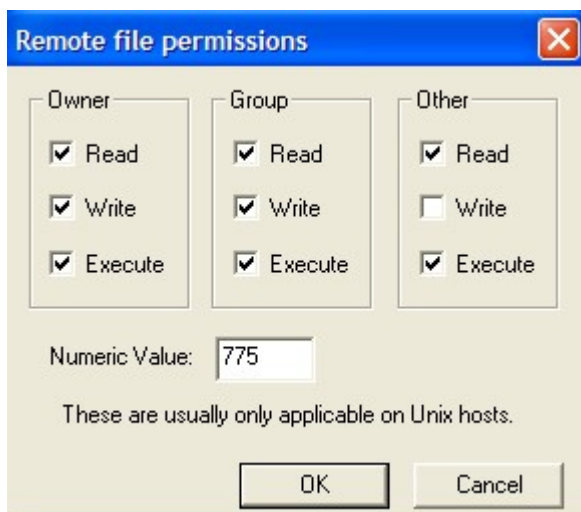 Remote file permissions
Owner Group Other
Read Read Read
Write Write Write
Execute Execute Execute
Numeric Value: 775
These are usually only applicable on Unix hosts.
OK Cancel